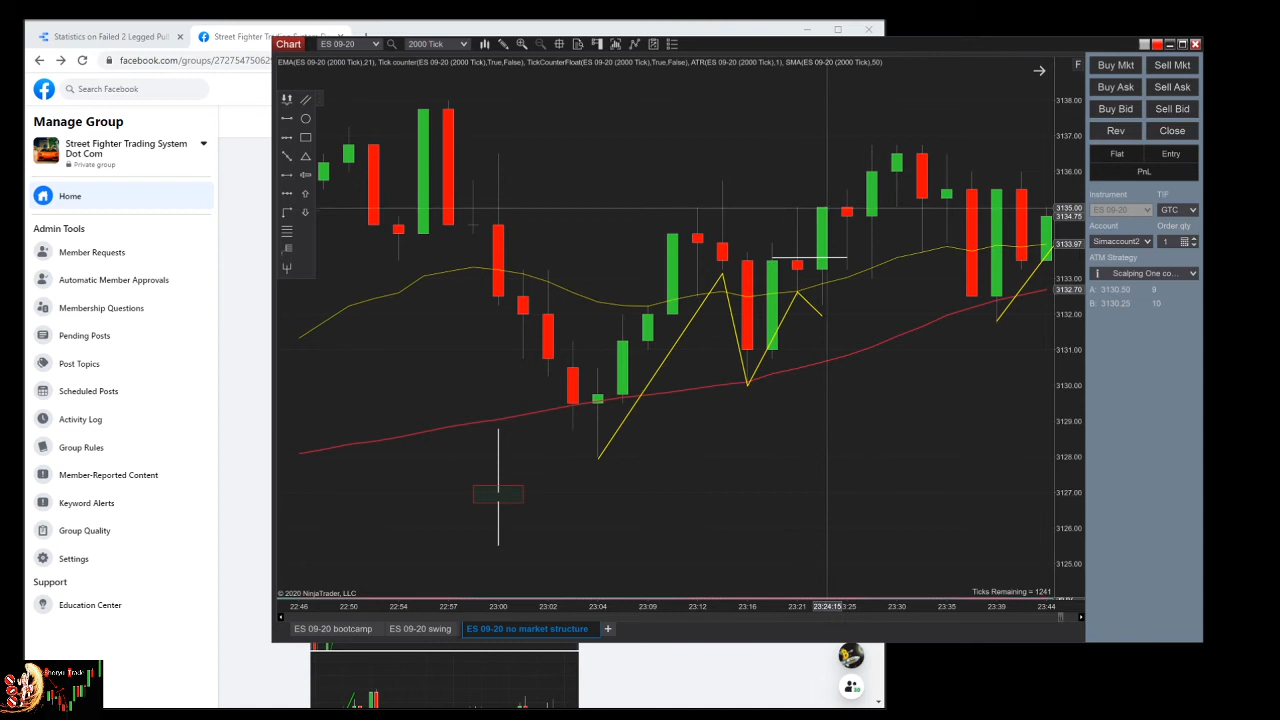 Statistics on Failed 2 Legged Pul
Street Fighter Trading
facebook.com/groups/27275475062
Search Facebook
Manage Group
Street Fighter Trading System
Dot Com
Private group
Home
Admin Tools
Member Requests
Automatic Member Approvals
Membership Questions
Pending Posts
Post Topics
Scheduled Posts
Activity Log
Group Rules
Member-Reported Content
Keyword Alerts
Group Quality
Settings
Support
Education Center
Chart
ES 09-20
2000 Tick
EMA(ES 09-20 (2000 Tick),21), Tick counter(ES 09-20 (2000 Tick),True,False), TickCounterFloat(ES 09-20 (2000 Tick),True,False), ATR(ES 09-20 (2000 Tick),1), SMA(ES 09-20 (2000 Tick),50)
F
3138.00
3137.00
3136.00
3135.00
3134.75
3133.97
3133.00
3132.70
3132.00
3131.00
3130.00
3129.00
3128.00
3127.00
3126.00
3125.00
© 2020 NinjaTrader, LLC
Ticks Remaining = 1241
22:46 22:50 22:54 22:57 23:00 23:02 23:04 23:09 23:12 23:16 23:21 23:24:15 3:25 23:30 23:35 23:39 23:44
ES 09-20 bootcamp ES 09-20 swing ES 09-20 no market structure +
Buy Mkt Sell Mkt
Buy Ask Sell Ask
Buy Bid Sell Bid
Rev Close
Flat Entry
PnL
Instrument TIF
ES 09-20 GTC
Account Order qty
Simaccount2 1
ATM Strategy
Scalping One co...
A: 3130.50 9
B: 3130.25 10
Shoryu Trade